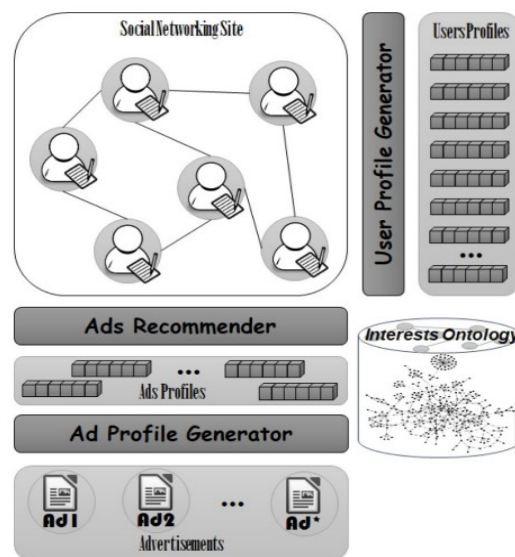 Social Networking Site
User Profile Generator
Users Profiles
...
Ads Recommender
Interests Ontology
...
Ads Profiles
Ad Profile Generator
Ad1
Ad2
...
Ad*
Advertisements